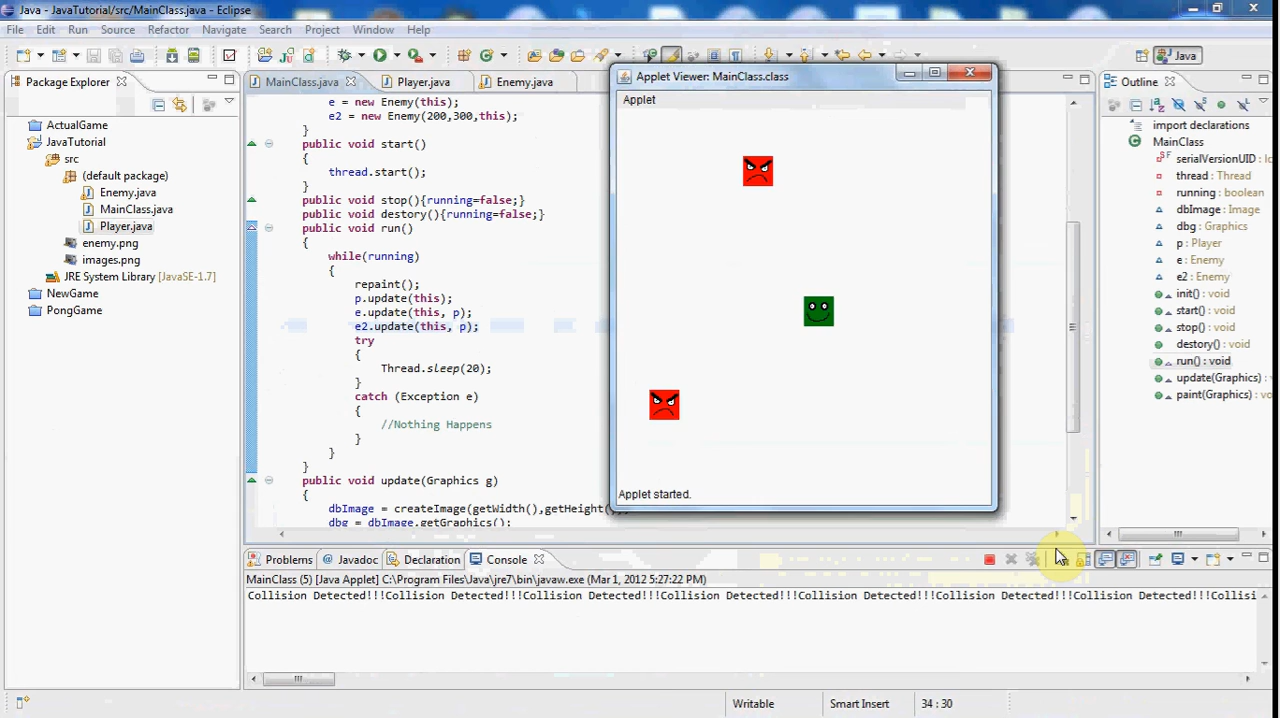 Java - JavaTutorial/src/MainClass.java - Eclipse
File Edit Run Source Refactor Navigate Search Project Window Help
Java
Package Explorer
MainClass.java Player.java Enemy.java
Outline
ActualGame
JavaTutorial
src
(default package)
Enemy.java
MainClass.java
Player.java
enemy.png
images.png
JRE System Library [JavaSE-1.7]
NewGame
PongGame
e = new Enemy(this);
e2 = new Enemy(200,300,this);
}
public void start()
{
thread.start();
}
public void stop(){running=false;}
public void destory(){running=false;}
public void run()
{
while(running)
{
repaint();
p.update(this);
e.update(this, p);
e2.update(this, p);
try
{
Thread.sleep(20);
}
catch (Exception e)
{
//Nothing Happens
}
}
}
public void update(Graphics g)
{
dbImage = createImage(getWidth(),getHeight());
dbg = dbImage.getGraphics();
Applet Viewer: MainClass.class
Applet
Applet started.
import declarations
MainClass
serialVersionUID : lo
thread : Thread
running : boolean
dbImage : Image
dbg : Graphics
p : Player
e : Enemy
e2 : Enemy
init() : void
start() : void
stop() : void
destory() : void
run() : void
update(Graphics) :
paint(Graphics) : vo
Problems @ Javadoc Declaration Console
MainClass (5) [Java Applet] C:\Program Files\Java\jre7\bin\javaw.exe (Mar 1, 2012 5:27:22 PM)
Collision Detected!!!Collision Detected!!!Collision Detected!!!Collision Detected!!!Collision Detected!!!Collision Detected!!!Collision Detected!!!Collisi
Writable Smart Insert 34 : 30